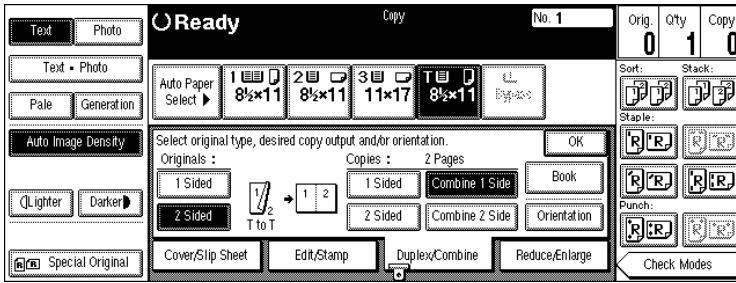 Text Photo
Text・Photo
Pale Generation
Auto Image Density
Lighter Darker
Special Original
Ready
Copy
No. 1
Auto Paper Select ▶
1 8½×11
2 8½×11
3 11×17
T 8½×11
Bypass
Select original type, desired copy output and/or orientation.
OK
Originals :
Copies :
2 Pages
1 Sided
2 Sided
1/2
T to T
1 2
1 Sided
Combine 1 Side
Book
2 Sided
Combine 2 Side
Orientation
Cover/Slip Sheet
Edit/Stamp
Duplex/Combine
Reduce/Enlarge
Orig. Q'ty Copy
0 1 0
Sort: Stack:
Staple:
Punch:
Check Modes